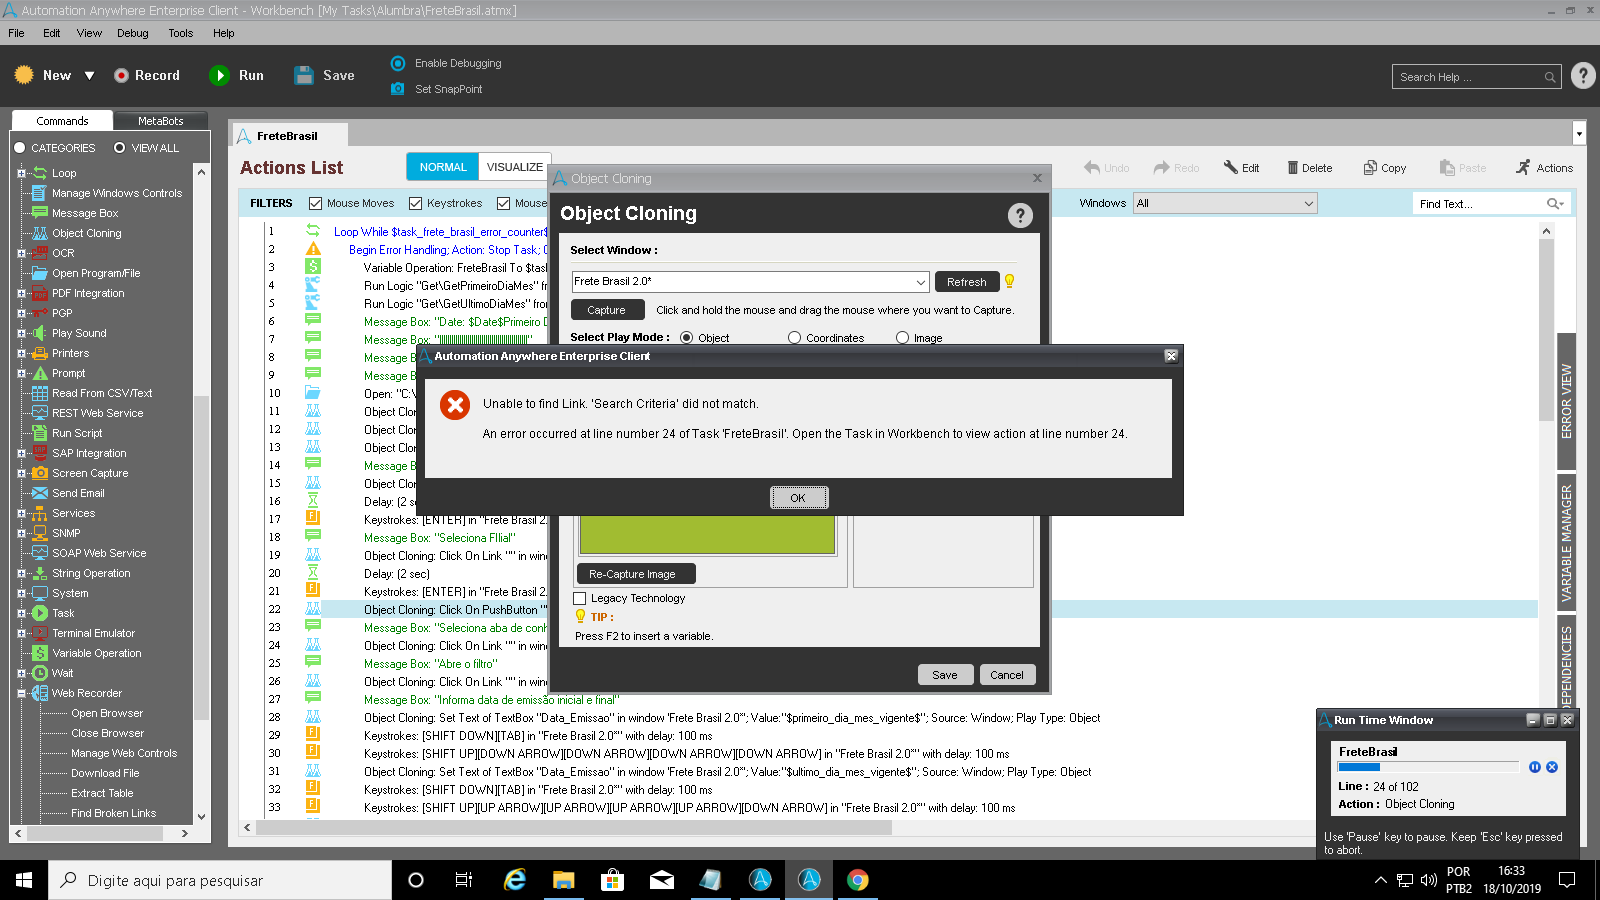 Automation Anywhere Enterprise Client - Workbench [My Tasks\Alumbra\FreteBrasil.atmx]
File Edit View Debug Tools Help
New Record Run Save
Enable Debugging
Set SnapPoint
Search Help ...
Commands MetaBots
CATEGORIES VIEW ALL
Loop
Manage Windows Controls
Message Box
Object Cloning
OCR
Open Program/File
PDF Integration
PGP
Play Sound
Printers
Prompt
Read From CSV/Text
REST Web Service
Run Script
SAP Integration
Screen Capture
Send Email
Services
SNMP
SOAP Web Service
String Operation
System
Task
Terminal Emulator
Variable Operation
Wait
Web Recorder
Open Browser
Close Browser
Manage Web Controls
Download File
Extract Table
Find Broken Links
FreteBrasil
Actions List
NORMAL VISUALIZE
Undo Redo Edit Delete Copy Paste Actions
FILTERS Mouse Moves Keystrokes Mouse
Windows All
Find Text...
1 Loop While $task_frete_brasil_error_counter$
2 Begin Error Handling; Action: Stop Task;
3 Variable Operation: FreteBrasil To $tas
4 Run Logic "Get\GetPrimeiroDiaMes" fro
5 Run Logic "Get\GetUltimoDiaMes" fro
6 Message Box: "Date: $Date$Primeiro D
7 Message Box:
8 Message B
9 Message B
10 Open: "C:\
11 Object Clo
12 Object Clo
13 Object Clo
14 Message B
15 Object Clo
16 Delay: (2 se
17 Keystrokes: [ENTER] in "Frete Brasil 2.
18 Message Box: "Seleciona FIlial"
19 Object Cloning: Click On Link "" in win
20 Delay: (2 sec)
21 Keystrokes: [ENTER] in "Frete Brasil 2.
22 Object Cloning: Click On PushButton "
23 Message Box: "Seleciona aba de conh
24 Object Cloning: Click On Link "" in win
25 Message Box: "Abre o filtro"
26 Object Cloning: Click On Link "" in win
27 Message Box: "Informa data de emissão inicial e final"
28 Object Cloning: Set Text of TextBox "Data_Emissao" in window 'Frete Brasil 2.0*'; Value:"$primeiro_dia_mes_vigente$"; Source: Window; Play Type: Object
29 Keystrokes: [SHIFT DOWN][TAB] in "Frete Brasil 2.0*" with delay: 100 ms
30 Keystrokes: [SHIFT UP][DOWN ARROW][DOWN ARROW][DOWN ARROW][DOWN ARROW] in "Frete Brasil 2.0*" with delay: 100 ms
31 Object Cloning: Set Text of TextBox "Data_Emissao" in window 'Frete Brasil 2.0*'; Value:"$ultimo_dia_mes_vigente$"; Source: Window; Play Type: Object
32 Keystrokes: [SHIFT DOWN][TAB] in "Frete Brasil 2.0*" with delay: 100 ms
33 Keystrokes: [SHIFT UP][UP ARROW][UP ARROW][UP ARROW][DOWN ARROW] in "Frete Brasil 2.0*" with delay: 100 ms
Object Cloning
Object Cloning
Select Window :
Frete Brasil 2.0*
Refresh
Capture
Click and hold the mouse and drag the mouse where you want to Capture.
Select Play Mode : Object Coordinates Image
Automation Anywhere Enterprise Client
Unable to find Link. 'Search Criteria' did not match.
An error occurred at line number 24 of Task 'FreteBrasil'. Open the Task in Workbench to view action at line number 24.
OK
Re-Capture Image
Legacy Technology
TIP :
Press F2 to insert a variable.
Save Cancel
ERROR VIEW
VARIABLE MANAGER
DEPENDENCIES
Run Time Window
FreteBrasil
Line : 24 of 102
Action : Object Cloning
Use 'Pause' key to pause. Keep 'Esc' key pressed
to abort.
Digite aqui para pesquisar
POR
PTB2
16:33
18/10/2019